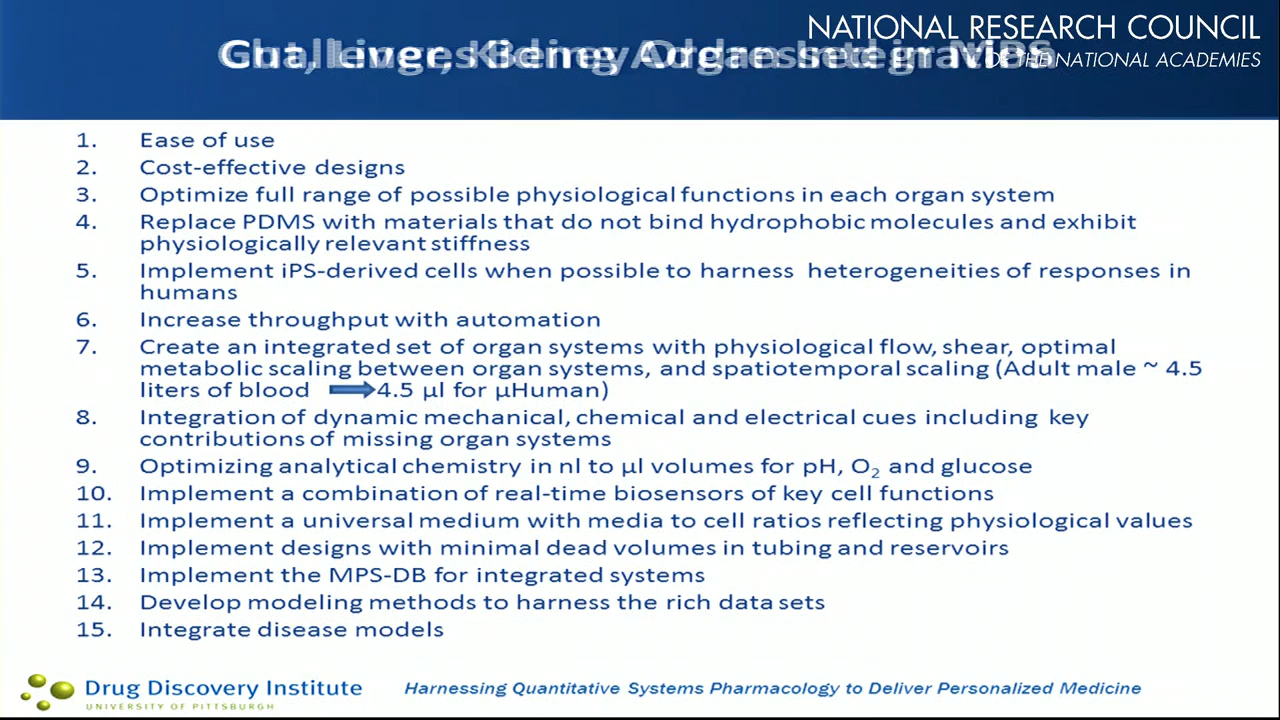 NATIONAL RESEARCH COUNCIL
OF THE NATIONAL ACADEMIES
1. Ease of use
2. Cost-effective designs
3. Optimize full range of possible physiological functions in each organ system
4. Replace PDMS with materials that do not bind hydrophobic molecules and exhibit
physiologically relevant stiffness
5. Implement iPS-derived cells when possible to harness heterogeneities of responses in
humans
6. Increase throughput with automation
7. Create an integrated set of organ systems with physiological flow, shear, optimal
metabolic scaling between organ systems, and spatiotemporal scaling (Adult male ~ 4.5
liters of blood 4.5 µl for µHuman)
8. Integration of dynamic mechanical, chemical and electrical cues including key
contributions of missing organ systems
9. Optimizing analytical chemistry in nl to µl volumes for pH, O₂ and glucose
10. Implement a combination of real-time biosensors of key cell functions
11. Implement a universal medium with media to cell ratios reflecting physiological values
12. Implement designs with minimal dead volumes in tubing and reservoirs
13. Implement the MPS-DB for integrated systems
14. Develop modeling methods to harness the rich data sets
15. Integrate disease models
Drug Discovery Institute
UNIVERSITY OF PITTSBURGH
Harnessing Quantitative Systems Pharmacology to Deliver Personalized Medicine